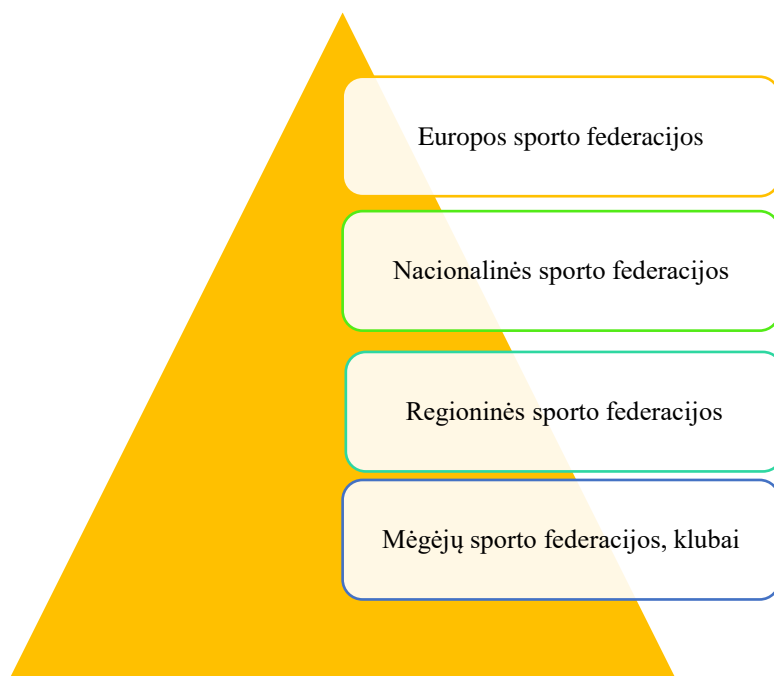 Europos sporto federacijos
Nacionalinės sporto federacijos
Regioninės sporto federacijos
Mėgėjų sporto federacijos, klubai